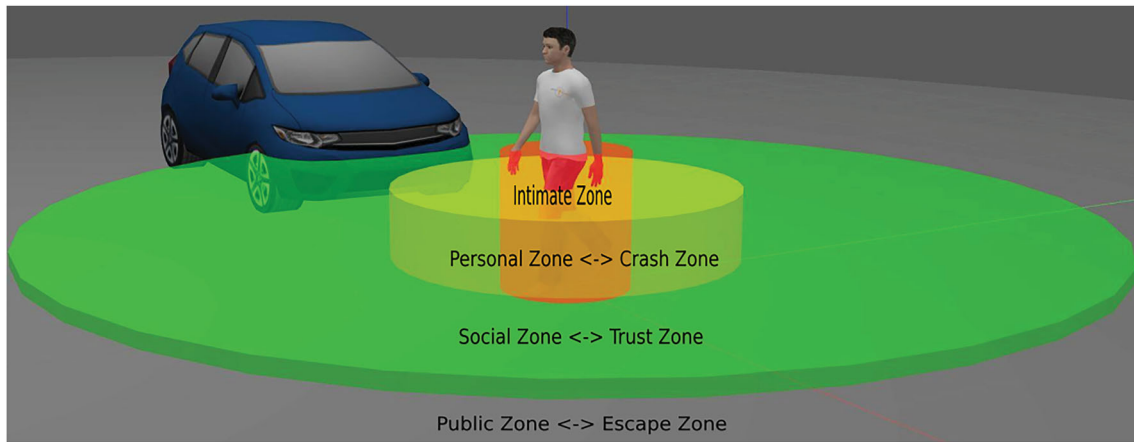 Intimate Zone
Personal Zone <-> Crash Zone
Social Zone <-> Trust Zone
Public Zone <-> Escape Zone